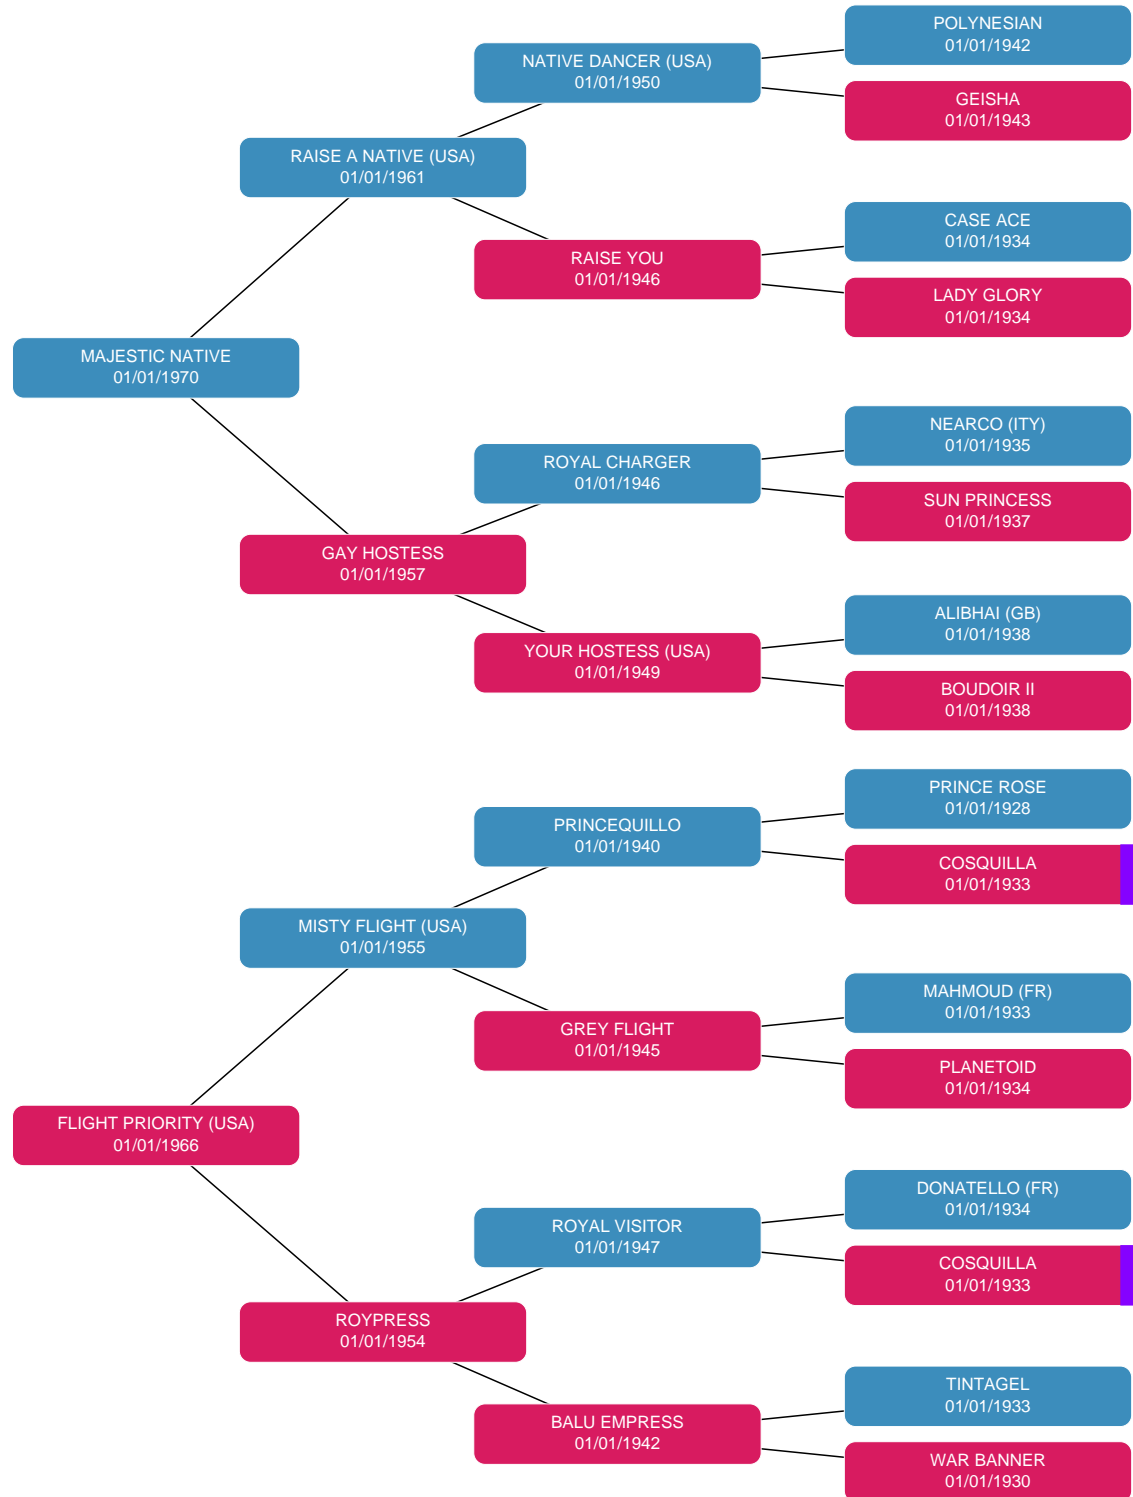 POLYNESIAN
01/01/1942
NATIVE DANCER (USA)
01/01/1950
GEISHA
01/01/1943
RAISE A NATIVE (USA)
01/01/1961
CASE ACE
01/01/1934
RAISE YOU
01/01/1946
LADY GLORY
01/01/1934
MAJESTIC NATIVE
01/01/1970
NEARCO (ITY)
01/01/1935
ROYAL CHARGER
01/01/1946
SUN PRINCESS
01/01/1937
GAY HOSTESS
01/01/1957
ALIBHAI (GB)
01/01/1938
YOUR HOSTESS (USA)
01/01/1949
BOUDOIR II
01/01/1938
PRINCE ROSE
01/01/1928
PRINCEQUILLO
01/01/1940
COSQUILLA
01/01/1933
MISTY FLIGHT (USA)
01/01/1955
MAHMOUD (FR)
01/01/1933
GREY FLIGHT
01/01/1945
PLANETOID
01/01/1934
FLIGHT PRIORITY (USA)
01/01/1966
DONATELLO (FR)
01/01/1934
ROYAL VISITOR
01/01/1947
COSQUILLA
01/01/1933
ROYPRESS
01/01/1954
TINTAGEL
01/01/1933
BALU EMPRESS
01/01/1942
WAR BANNER
01/01/1930